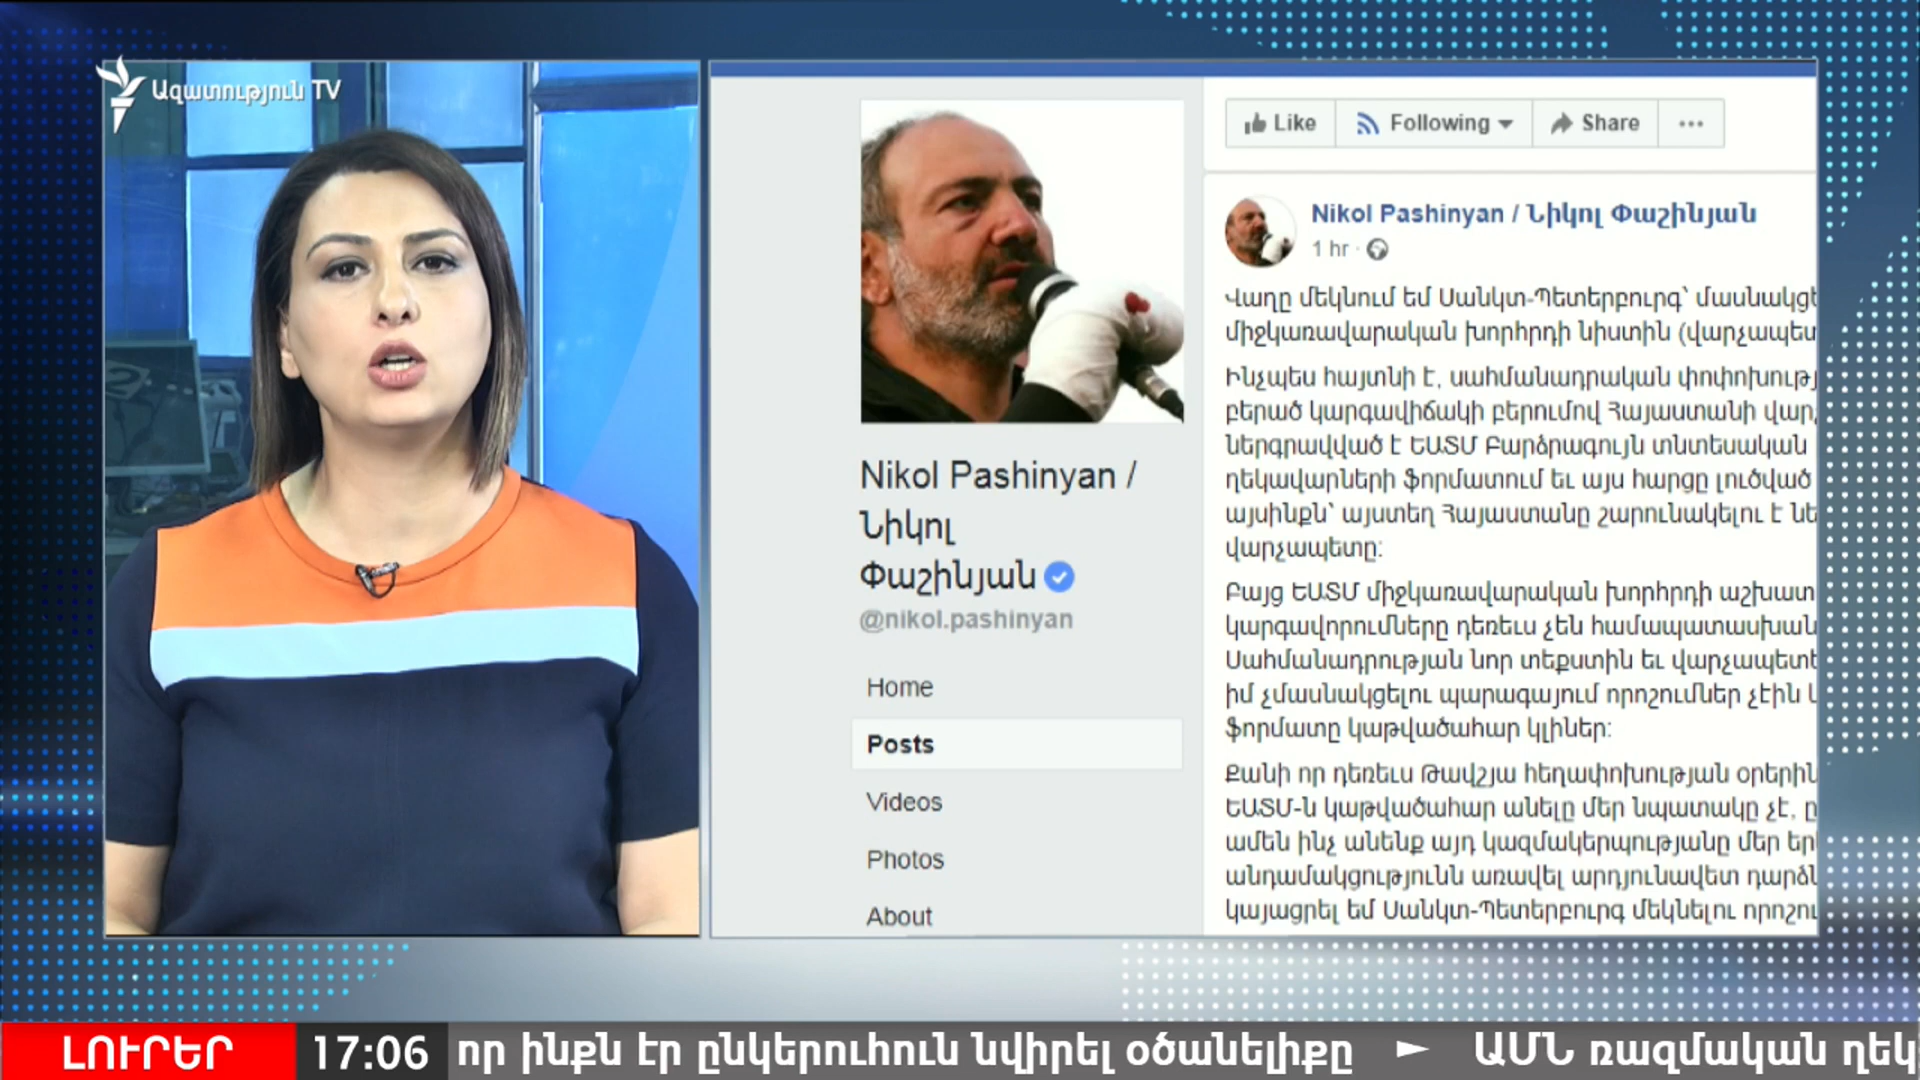 Ազատություն TV
Like
Following
Share
Nikol Pashinyan / Նիկոլ Փաշինյան
1 hr
Վաղը մեկնում եմ Սանկտ-Պետերբուրգ՝ մասնակցե
միջկառավարական խորհրդի նիստին (վարչապետ
Ինչպես հայտնի է, սահմանադրական փոփոխությ
բերած կարգավիճակի բերումով Հայաստանի վար
ներգրավված է ԵԱՏՄ Բարձրագույն տնտեսական
ղեկավարների ֆորմատում եւ այս հարցը լուծված
այսինքն՝ այստեղ Հայաստանը շարունակելու է նե
վարչապետը:
Բայց ԵԱՏՄ միջկառավարական խորհրդի աշխատ
կարգավորումները դեռեւս չեն համապատասխան
Սահմանադրության նոր տեքստին եւ վարչապետե
իմ չմասնակցելու պարագայում որոշումներ չէին կ
ֆորմատը կաթվածահար կլիներ:
Քանի որ դեռեւս Թավշյա հեղափոխության օրերին
ԵԱՏՄ-ն կաթվածահար անելը մեր նպատակը չէ, ը
ամեն ինչ անենք այդ կազմակերպությանը մեր երկ
անդամակցությունն առավել արդյունավետ դարձն
կայացրել եմ Սանկտ-Պետերբուրգ մեկնելու որոշու
Nikol Pashinyan /
Նիկոլ
Փաշինյան
@nikol.pashinyan
Home
Posts
Videos
Photos
About
ԼՈՒՐԵՐ 17:06 որ ինքն էր ընկերուհուն նվիրել օծանելիքը ► ԱՄՆ ռազմական ղեկ